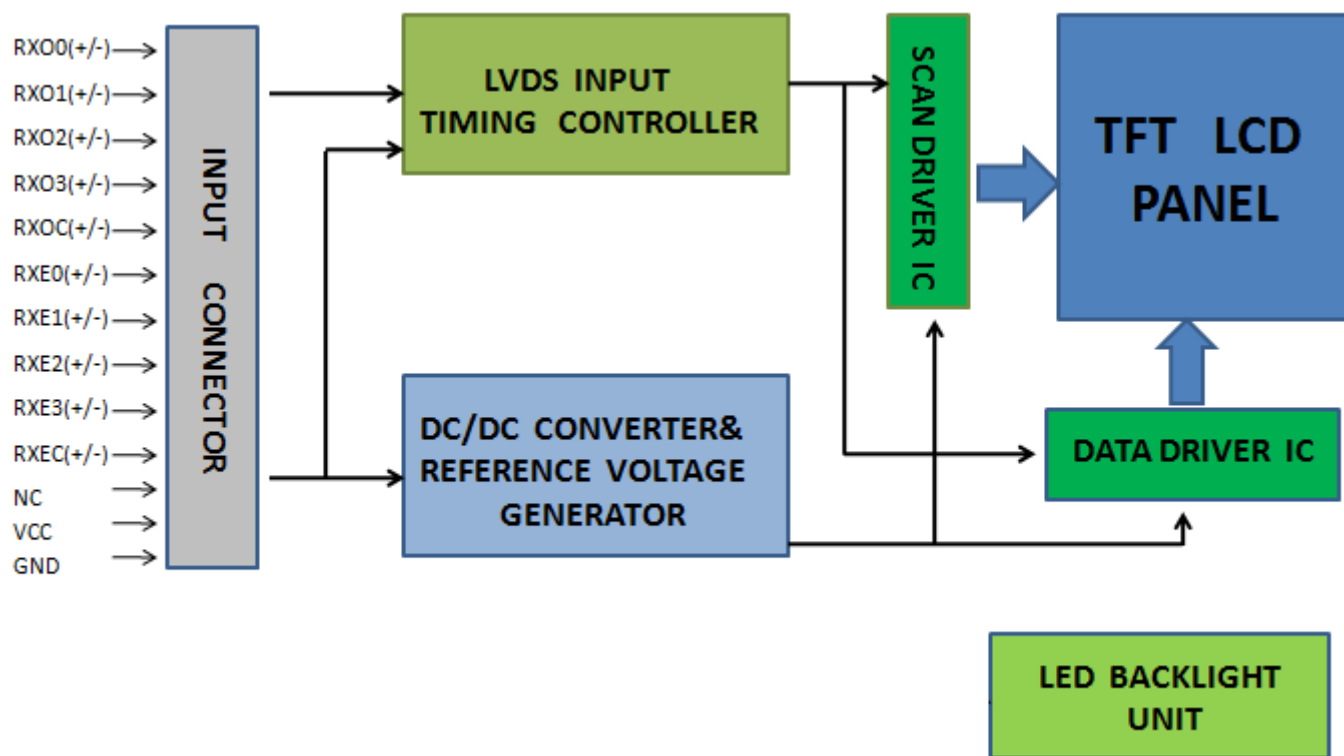 RXO0(+/-)
RXO1(+/-)
RXO2(+/-)
RXO3(+/-)
RXOC(+/-)
RXE0(+/-)
RXE1(+/-)
RXE2(+/-)
RXE3(+/-)
RXEC(+/-)
NC
VCC
GND
INPUT CONNECTOR
LVDS INPUT
TIMING CONTROLLER
DC/DC CONVERTER&
REFERENCE VOLTAGE
GENERATOR
SCAN DRIVER IC
TFT LCD
PANEL
DATA DRIVER IC
LED BACKLIGHT
UNIT